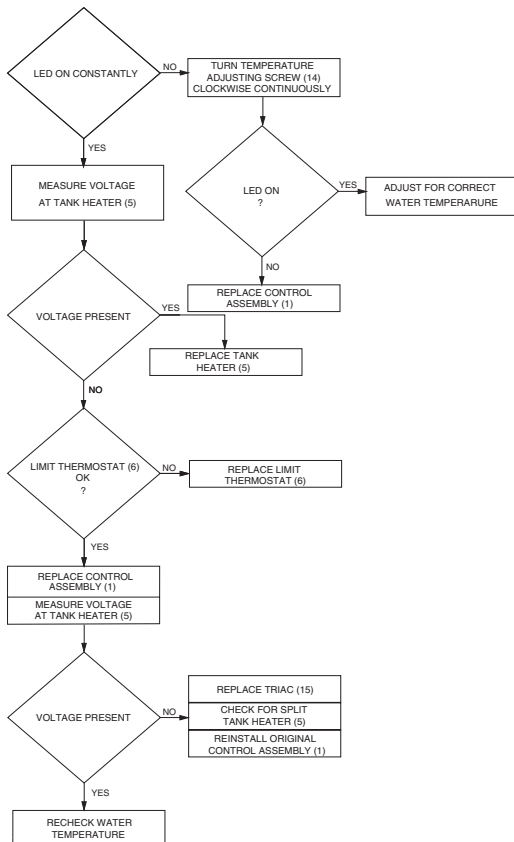 LED ON CONSTANTLY
NO
TURN TEMPERATURE
ADJUSTING SCREW (14)
CLOCKWISE CONTINUOUSLY
YES
MEASURE VOLTAGE
AT TANK HEATER (5)
LED ON
?
YES
ADJUST FOR CORRECT
WATER TEMPERARURE
NO
REPLACE CONTROL
ASSEMBLY (1)
VOLTAGE PRESENT
YES
REPLACE TANK
HEATER (5)
NO
LIMIT THERMOSTAT (6)
OK
?
NO
REPLACE LIMIT
THERMOSTAT (6)
YES
REPLACE CONTROL
ASSEMBLY (1)
MEASURE VOLTAGE
AT TANK HEATER (5)
VOLTAGE PRESENT
NO
REPLACE TRIAC (15)
CHECK FOR SPLIT
TANK HEATER (5)
REINSTALL ORIGINAL
CONTROL ASSEMBLY (1)
YES
RECHECK WATER
TEMPERATURE